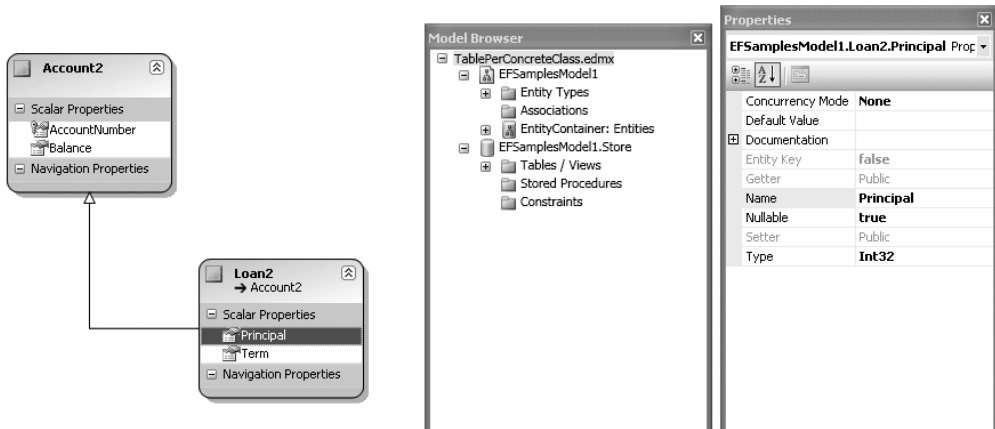 Account2
Scalar Properties
AccountNumber
Balance
Navigation Properties
Loan2
Account2
Scalar Properties
Principal
Term
Navigation Properties
Model Browser
TablePerConcreteClass.edmx
EFSamplesModel1
Entity Types
Associations
EntityContainer: Entities
EFSamplesModel1.Store
Tables / Views
Stored Procedures
Constraints
Properties
EFSamplesModel1.Loan2.Principal Prop
Concurrency Mode None
Default Value
Documentation
Entity Key false
Getter Public
Name Principal
Nullable true
Setter Public
Type Int32